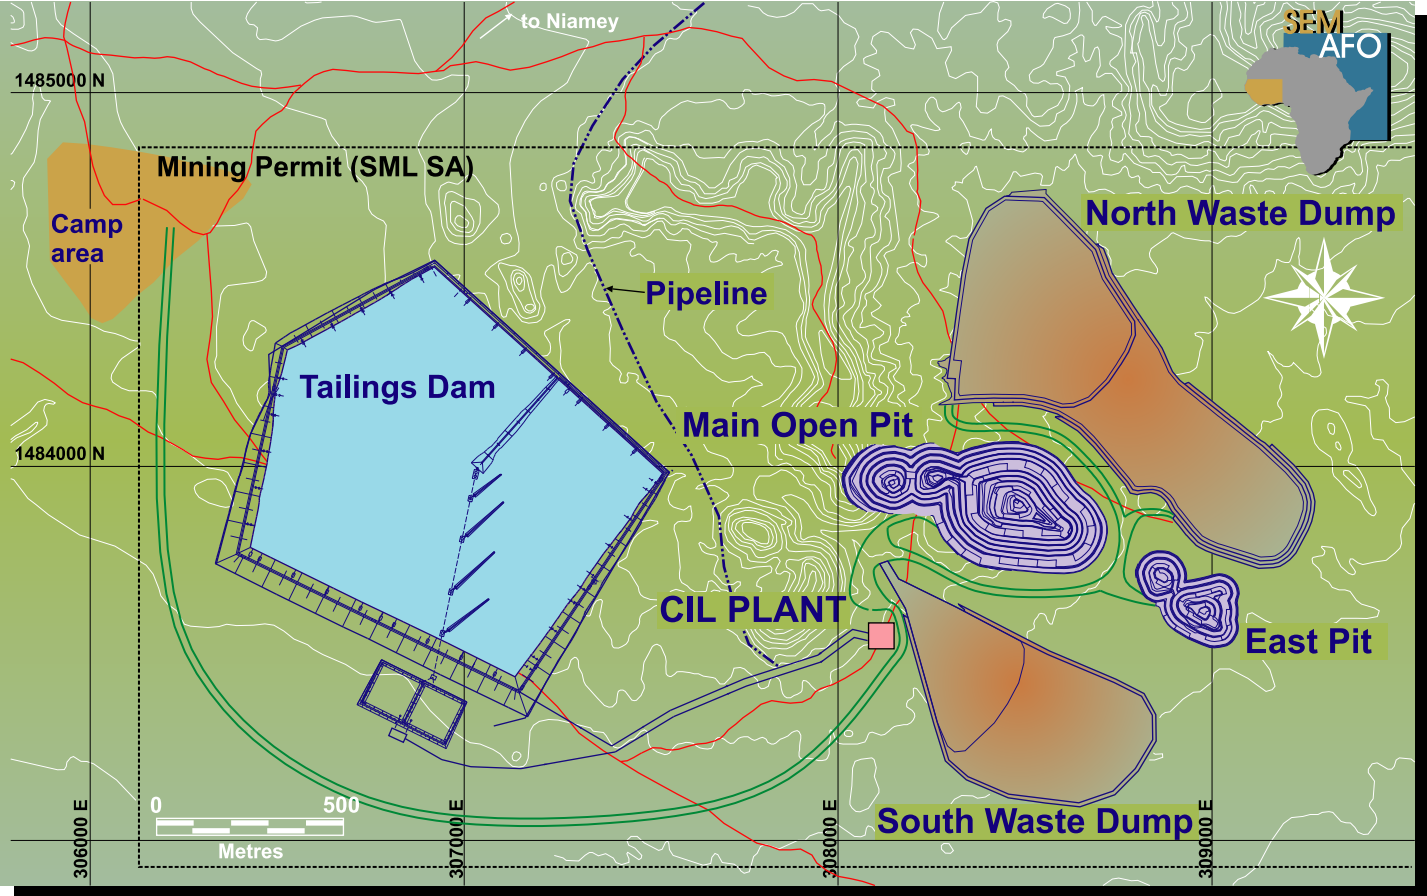 to Niamey
SEM
AFO
1485000 N
Mining Permit (SML SA)
Camp
area
North Waste Dump
Pipeline
Tailings Dam
Main Open Pit
1484000 N
CIL PLANT
East Pit
0 500
Metres
South Waste Dump
306000 E
307000 E
308000 E
309000 E